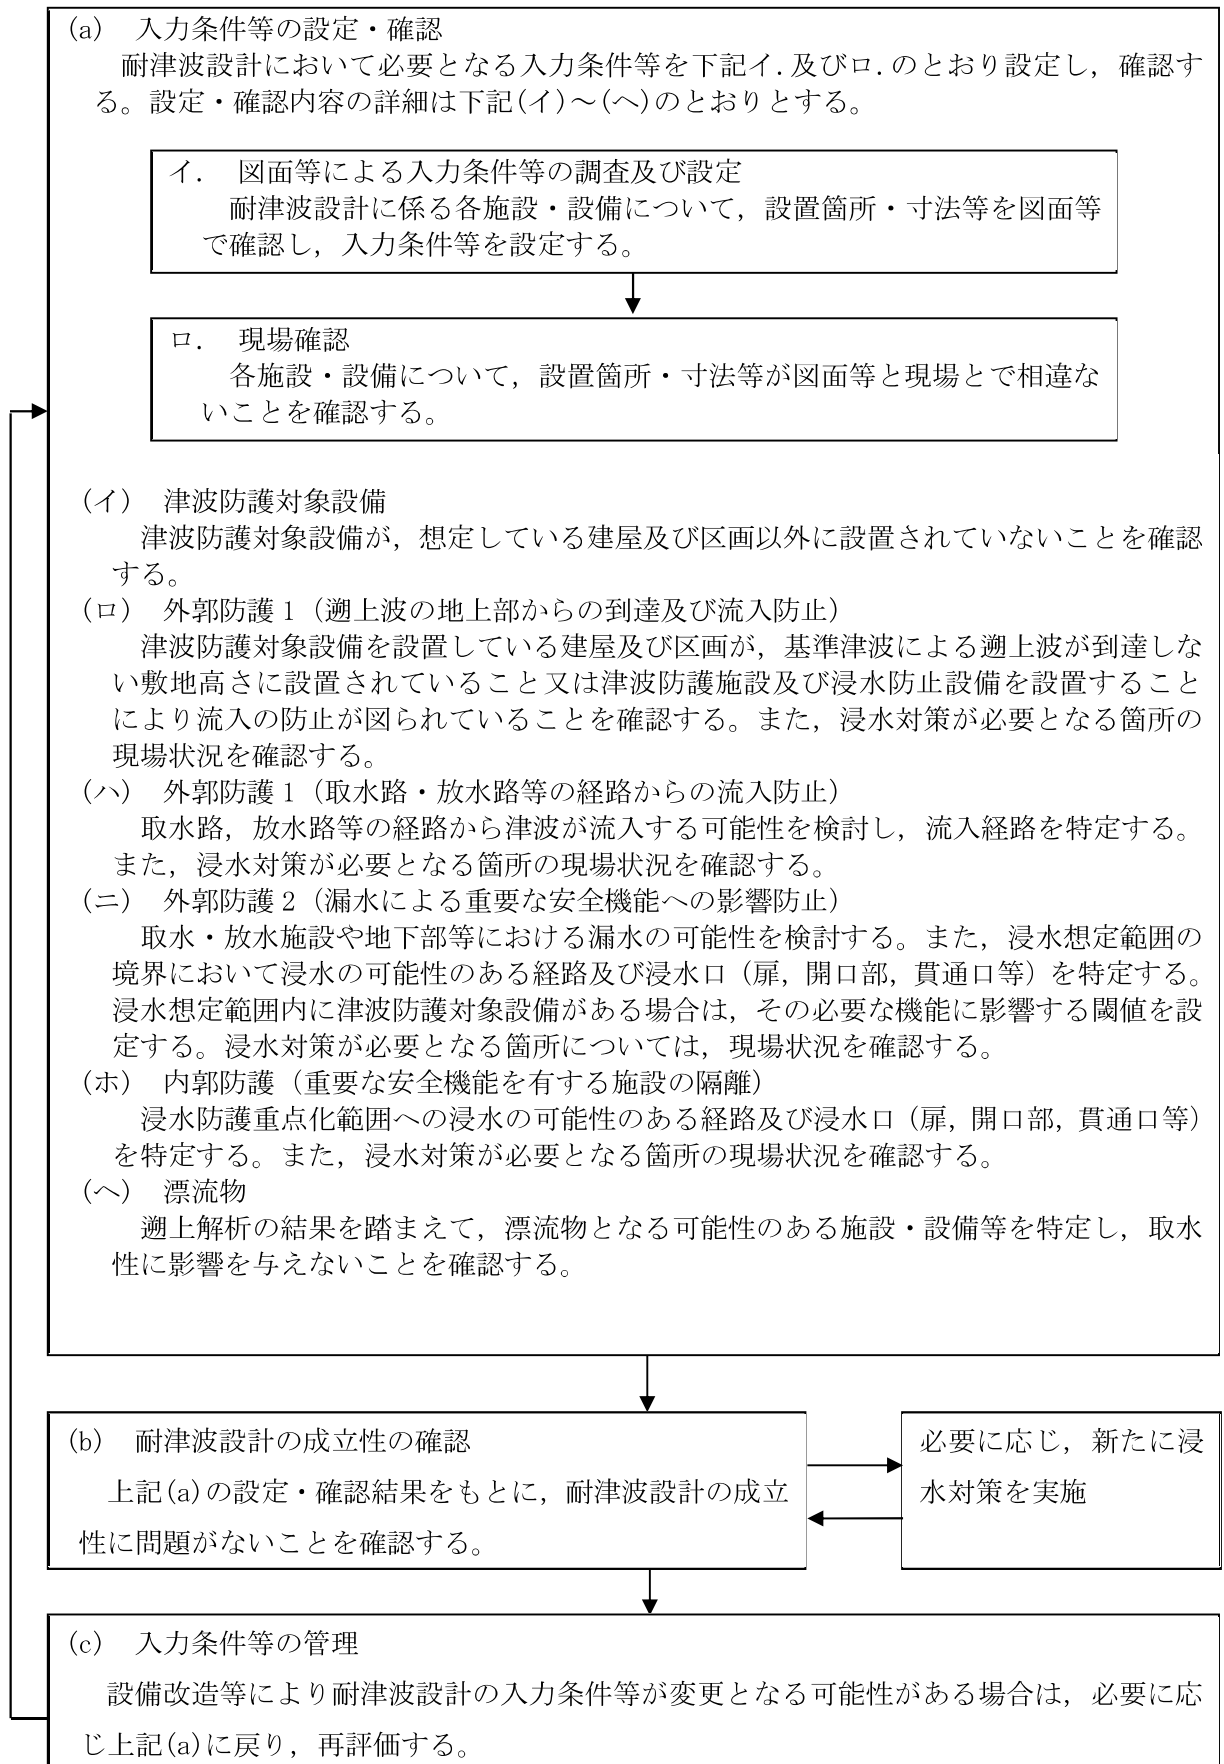 (a) 入力条件等の設定・確認
耐津波設計において必要となる入力条件等を下記イ.及びロ.のとおり設定し，確認す
る。設定・確認内容の詳細は下記(イ)～(ヘ)のとおりとする。
イ. 図面等による入力条件等の調査及び設定
耐津波設計に係る各施設・設備について，設置箇所・寸法等を図面等
で確認し，入力条件等を設定する。
ロ. 現場確認
各施設・設備について，設置箇所・寸法等が図面等と現場とで相違な
いことを確認する。
(イ) 津波防護対象設備
津波防護対象設備が，想定している建屋及び区画以外に設置されていないことを確認
する。
(ロ) 外郭防護1（遡上波の地上部からの到達及び流入防止）
津波防護対象設備を設置している建屋及び区画が，基準津波による遡上波が到達しな
い敷地高さに設置されていること又は津波防護施設及び浸水防止設備を設置すること
により流入の防止が図られていることを確認する。また，浸水対策が必要となる箇所の
現場状況を確認する。
(ハ) 外郭防護1（取水路・放水路等の経路からの流入防止）
取水路，放水路等の経路から津波が流入する可能性を検討し，流入経路を特定する。
また，浸水対策が必要となる箇所の現場状況を確認する。
(ニ) 外郭防護2（漏水による重要な安全機能への影響防止）
取水・放水施設や地下部等における漏水の可能性を検討する。また，浸水想定範囲の
境界において浸水の可能性のある経路及び浸水口（扉，開口部，貫通口等）を特定する。
浸水想定範囲内に津波防護対象設備がある場合は，その必要な機能に影響する閾値を設
定する。浸水対策が必要となる箇所については，現場状況を確認する。
(ホ) 内郭防護（重要な安全機能を有する施設の隔離）
浸水防護重点化範囲への浸水の可能性のある経路及び浸水口（扉，開口部，貫通口等）
を特定する。また，浸水対策が必要となる箇所の現場状況を確認する。
(ヘ) 漂流物
遡上解析の結果を踏まえて，漂流物となる可能性のある施設・設備等を特定し，取水
性に影響を与えないことを確認する。
(b) 耐津波設計の成立性の確認
上記(a)の設定・確認結果をもとに，耐津波設計の成立
性に問題がないことを確認する。
必要に応じ，新たに浸
水対策を実施
(c) 入力条件等の管理
設備改造等により耐津波設計の入力条件等が変更となる可能性がある場合は，必要に応
じ上記(a)に戻り，再評価する。